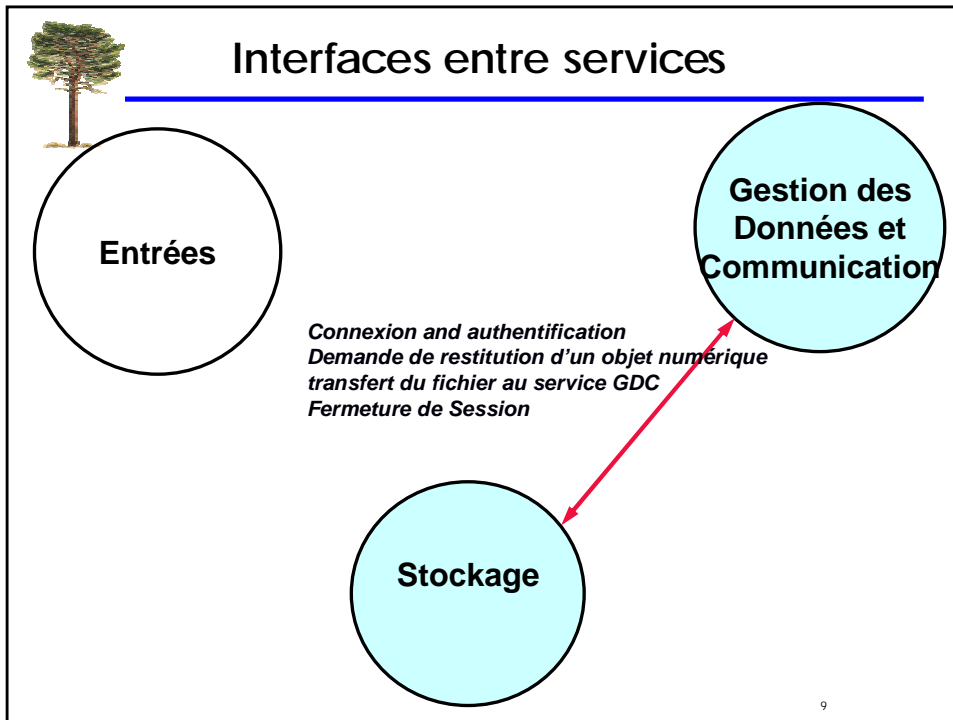 Interfaces entre services
Gestion des
Données et
Communication
Entrées
Connexion and authentification
Demande de restitution d'un objet numérique
transfert du fichier au service GDC
Fermeture de Session
Stockage
9